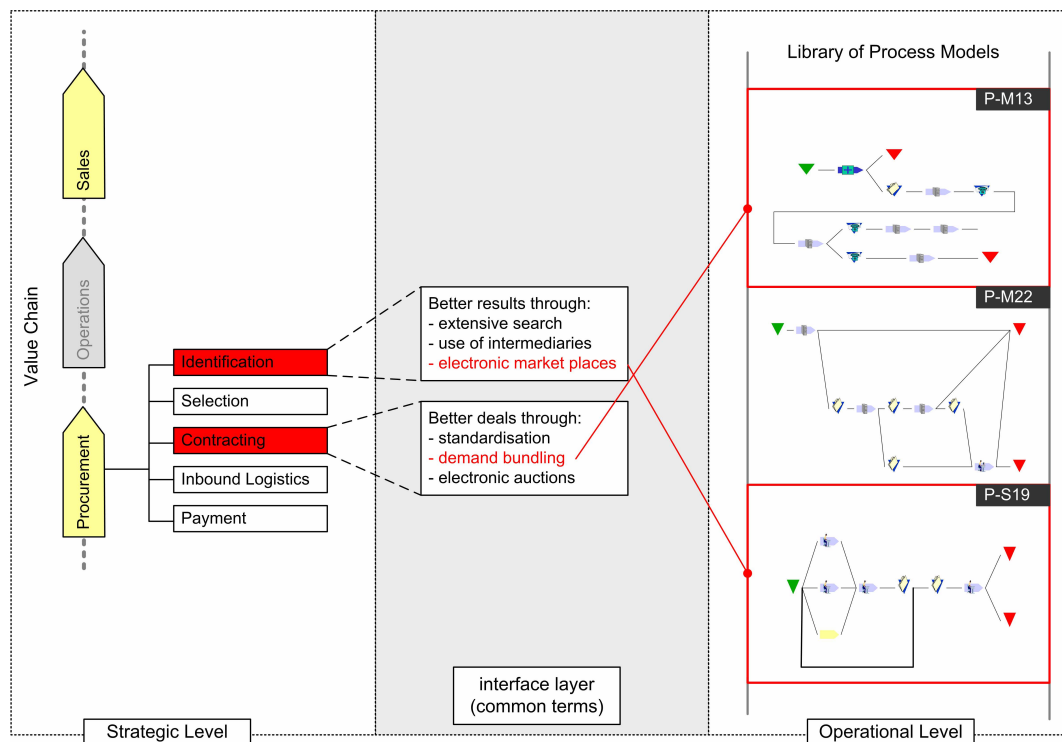 Value Chain
Sales
Operations
Procurement
Identification
Selection
Contracting
Inbound Logistics
Payment
Strategic Level
Better results through:
- extensive search
- use of intermediaries
- electronic market places
Better deals through:
- standardisation
- demand bundling
- electronic auctions
interface layer
(common terms)
Library of Process Models
P-M13
P-M22
P-S19
Operational Level